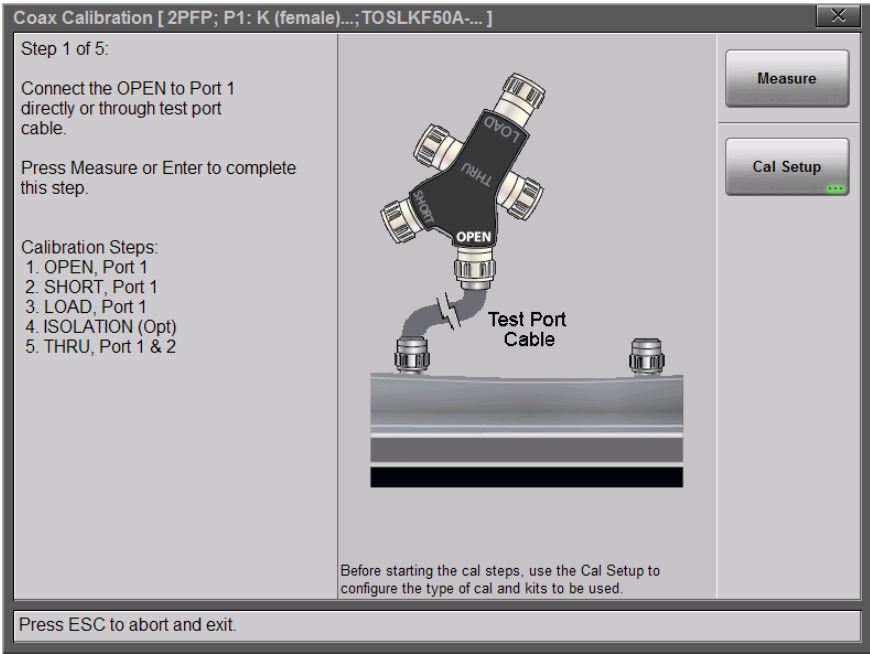 Coax Calibration [ 2PFP; P1: K (female)...;TOSLKF50A-... ]
Step 1 of 5:
Connect the OPEN to Port 1
directly or through test port
cable.
Press Measure or Enter to complete
this step.
Calibration Steps:
1. OPEN, Port 1
2. SHORT, Port 1
3. LOAD, Port 1
4. ISOLATION (Opt)
5. THRU, Port 1 & 2
LOAD
THRU
SHORT
OPEN
Test Port
Cable
Before starting the cal steps, use the Cal Setup to
configure the type of cal and kits to be used.
Measure
Cal Setup
Press ESC to abort and exit.